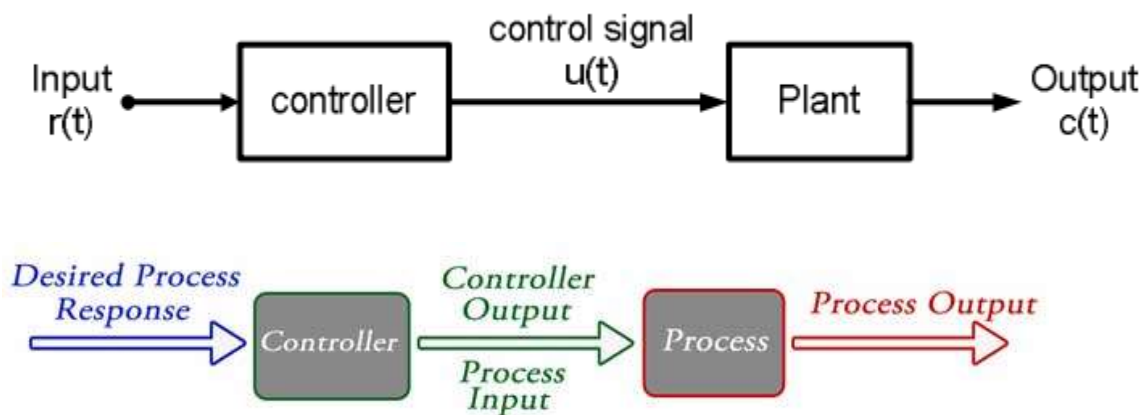 control signal
u(t)
Input
r(t)
controller
Plant
Output
c(t)
Desired Process
Response
Controller
Controller
Output
Process
Input
Process
Process Output